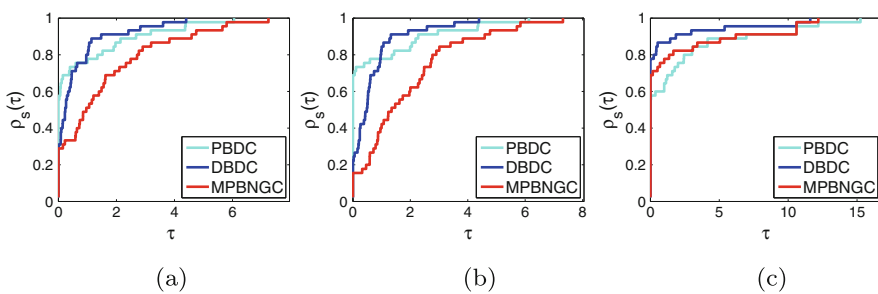 1
0.8
0.6
0.4
0.2
0
ρs(τ)
0 2 4 6
τ
PBDC
DBDC
MPBNGC
(a)
1
0.8
0.6
0.4
0.2
0
ρs(τ)
0 2 4 6 8
τ
PBDC
DBDC
MPBNGC
(b)
1
0.8
0.6
0.4
0.2
0
ρs(τ)
0 5 10 15
τ
PBDC
DBDC
MPBNGC
(c)